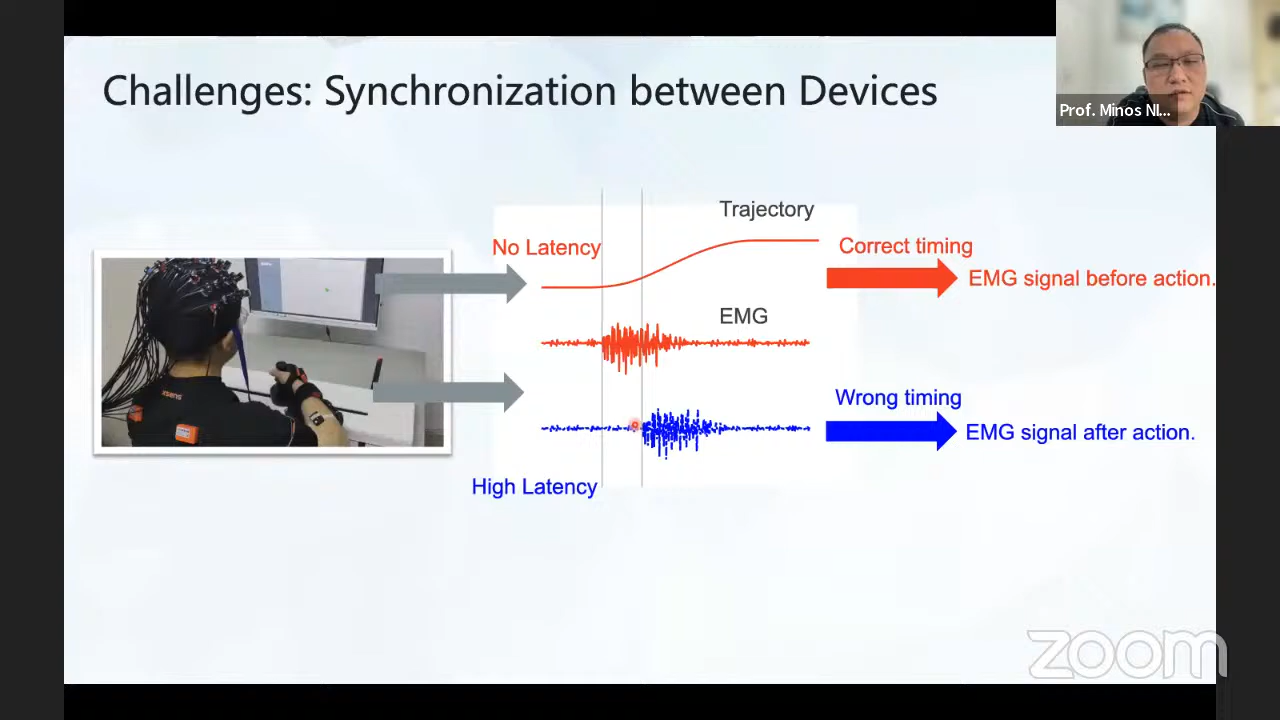 Challenges: Synchronization between Devices
Prof. Minos NI...
Trajectory
No Latency
Correct timing
EMG signal before action.
EMG
Wrong timing
EMG signal after action.
High Latency
xsens
zoom